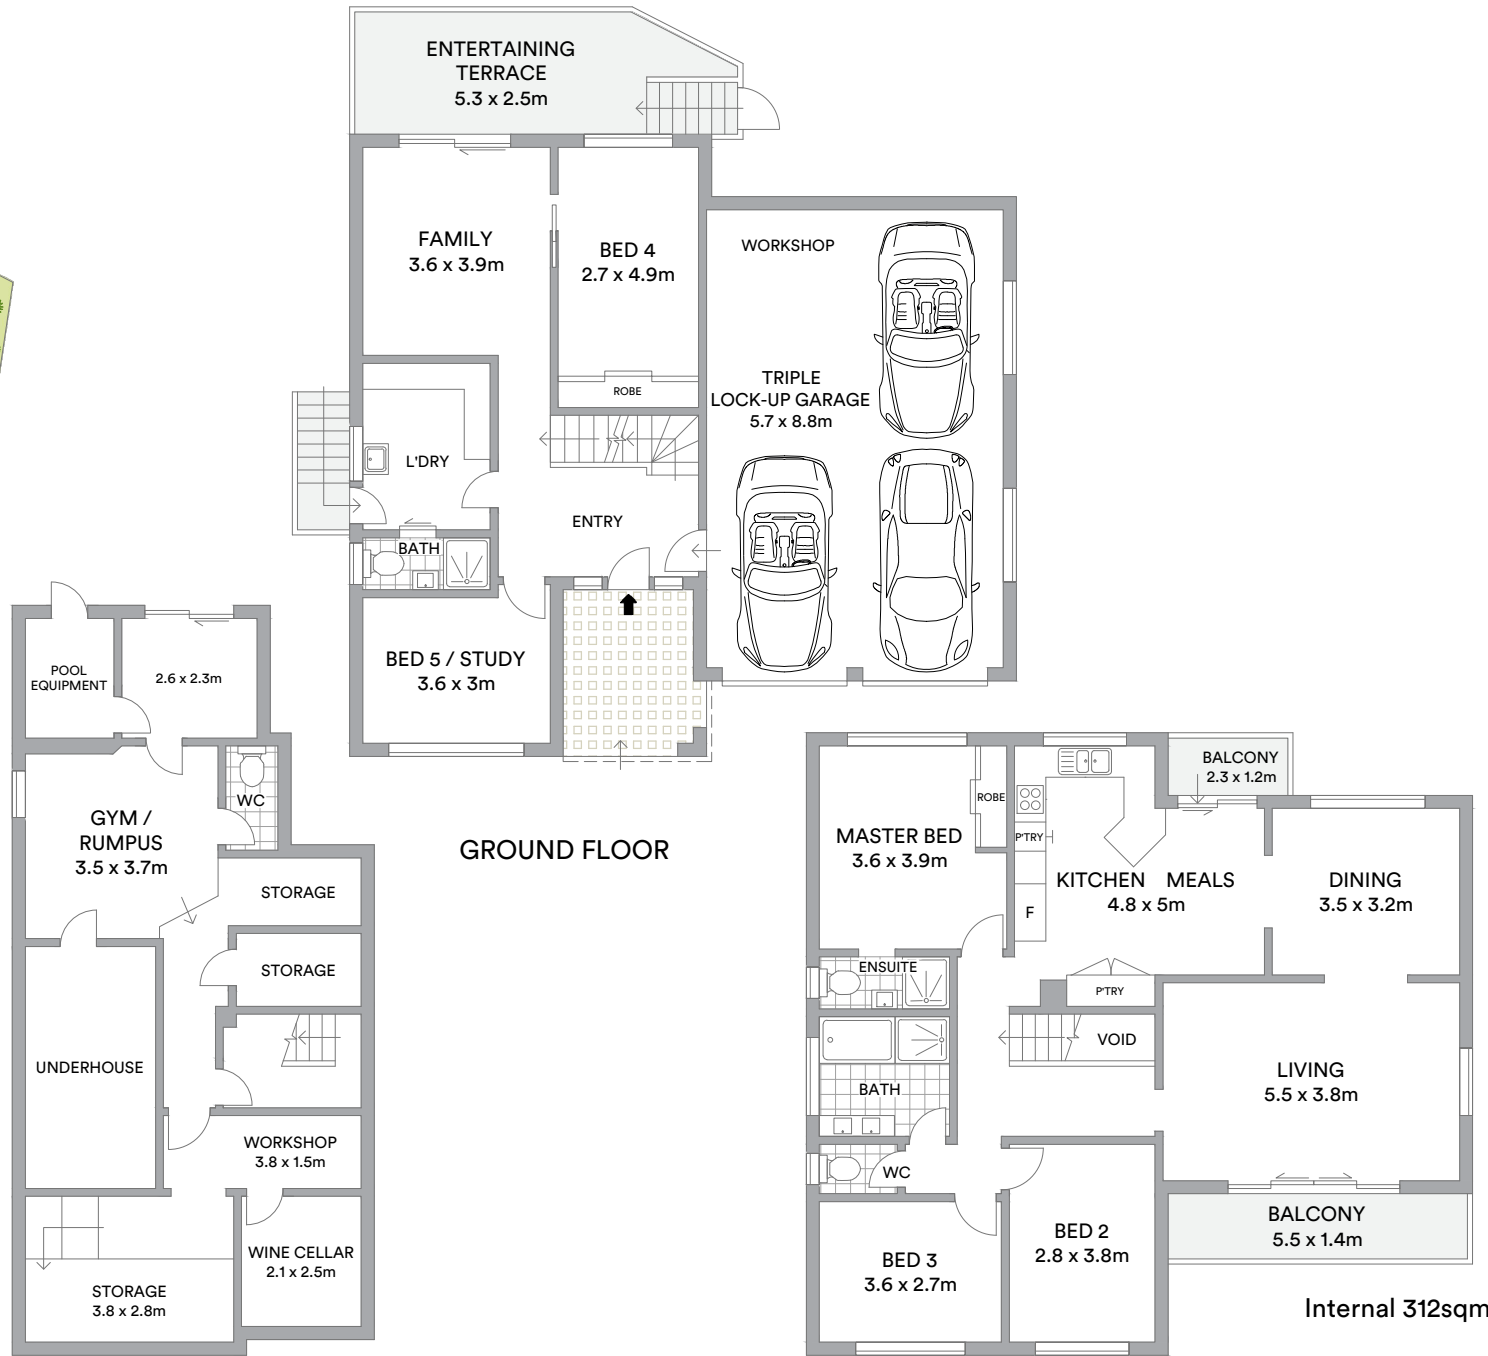 ENTERTAINING
TERRACE
5.3 x 2.5m
FAMILY
3.6 x 3.9m
BED 4
2.7 x 4.9m
ROBE
WORKSHOP
TRIPLE
LOCK-UP GARAGE
5.7 x 8.8m
L'DRY
ENTRY
BATH
BED 5 / STUDY
3.6 x 3m
GROUND FLOOR
POOL
EQUIPMENT
2.6 x 2.3m
GYM /
RUMPUS
3.5 x 3.7m
WC
STORAGE
STORAGE
UNDERHOUSE
WORKSHOP
3.8 x 1.5m
WINE CELLAR
2.1 x 2.5m
STORAGE
3.8 x 2.8m
BALCONY
2.3 x 1.2m
ROBE
MASTER BED
3.6 x 3.9m
P'TRY
F
KITCHEN MEALS
4.8 x 5m
DINING
3.5 x 3.2m
ENSUITE
P'TRY
VOID
BATH
LIVING
5.5 x 3.8m
WC
BED 3
3.6 x 2.7m
BED 2
2.8 x 3.8m
BALCONY
5.5 x 1.4m
Internal 312sqm